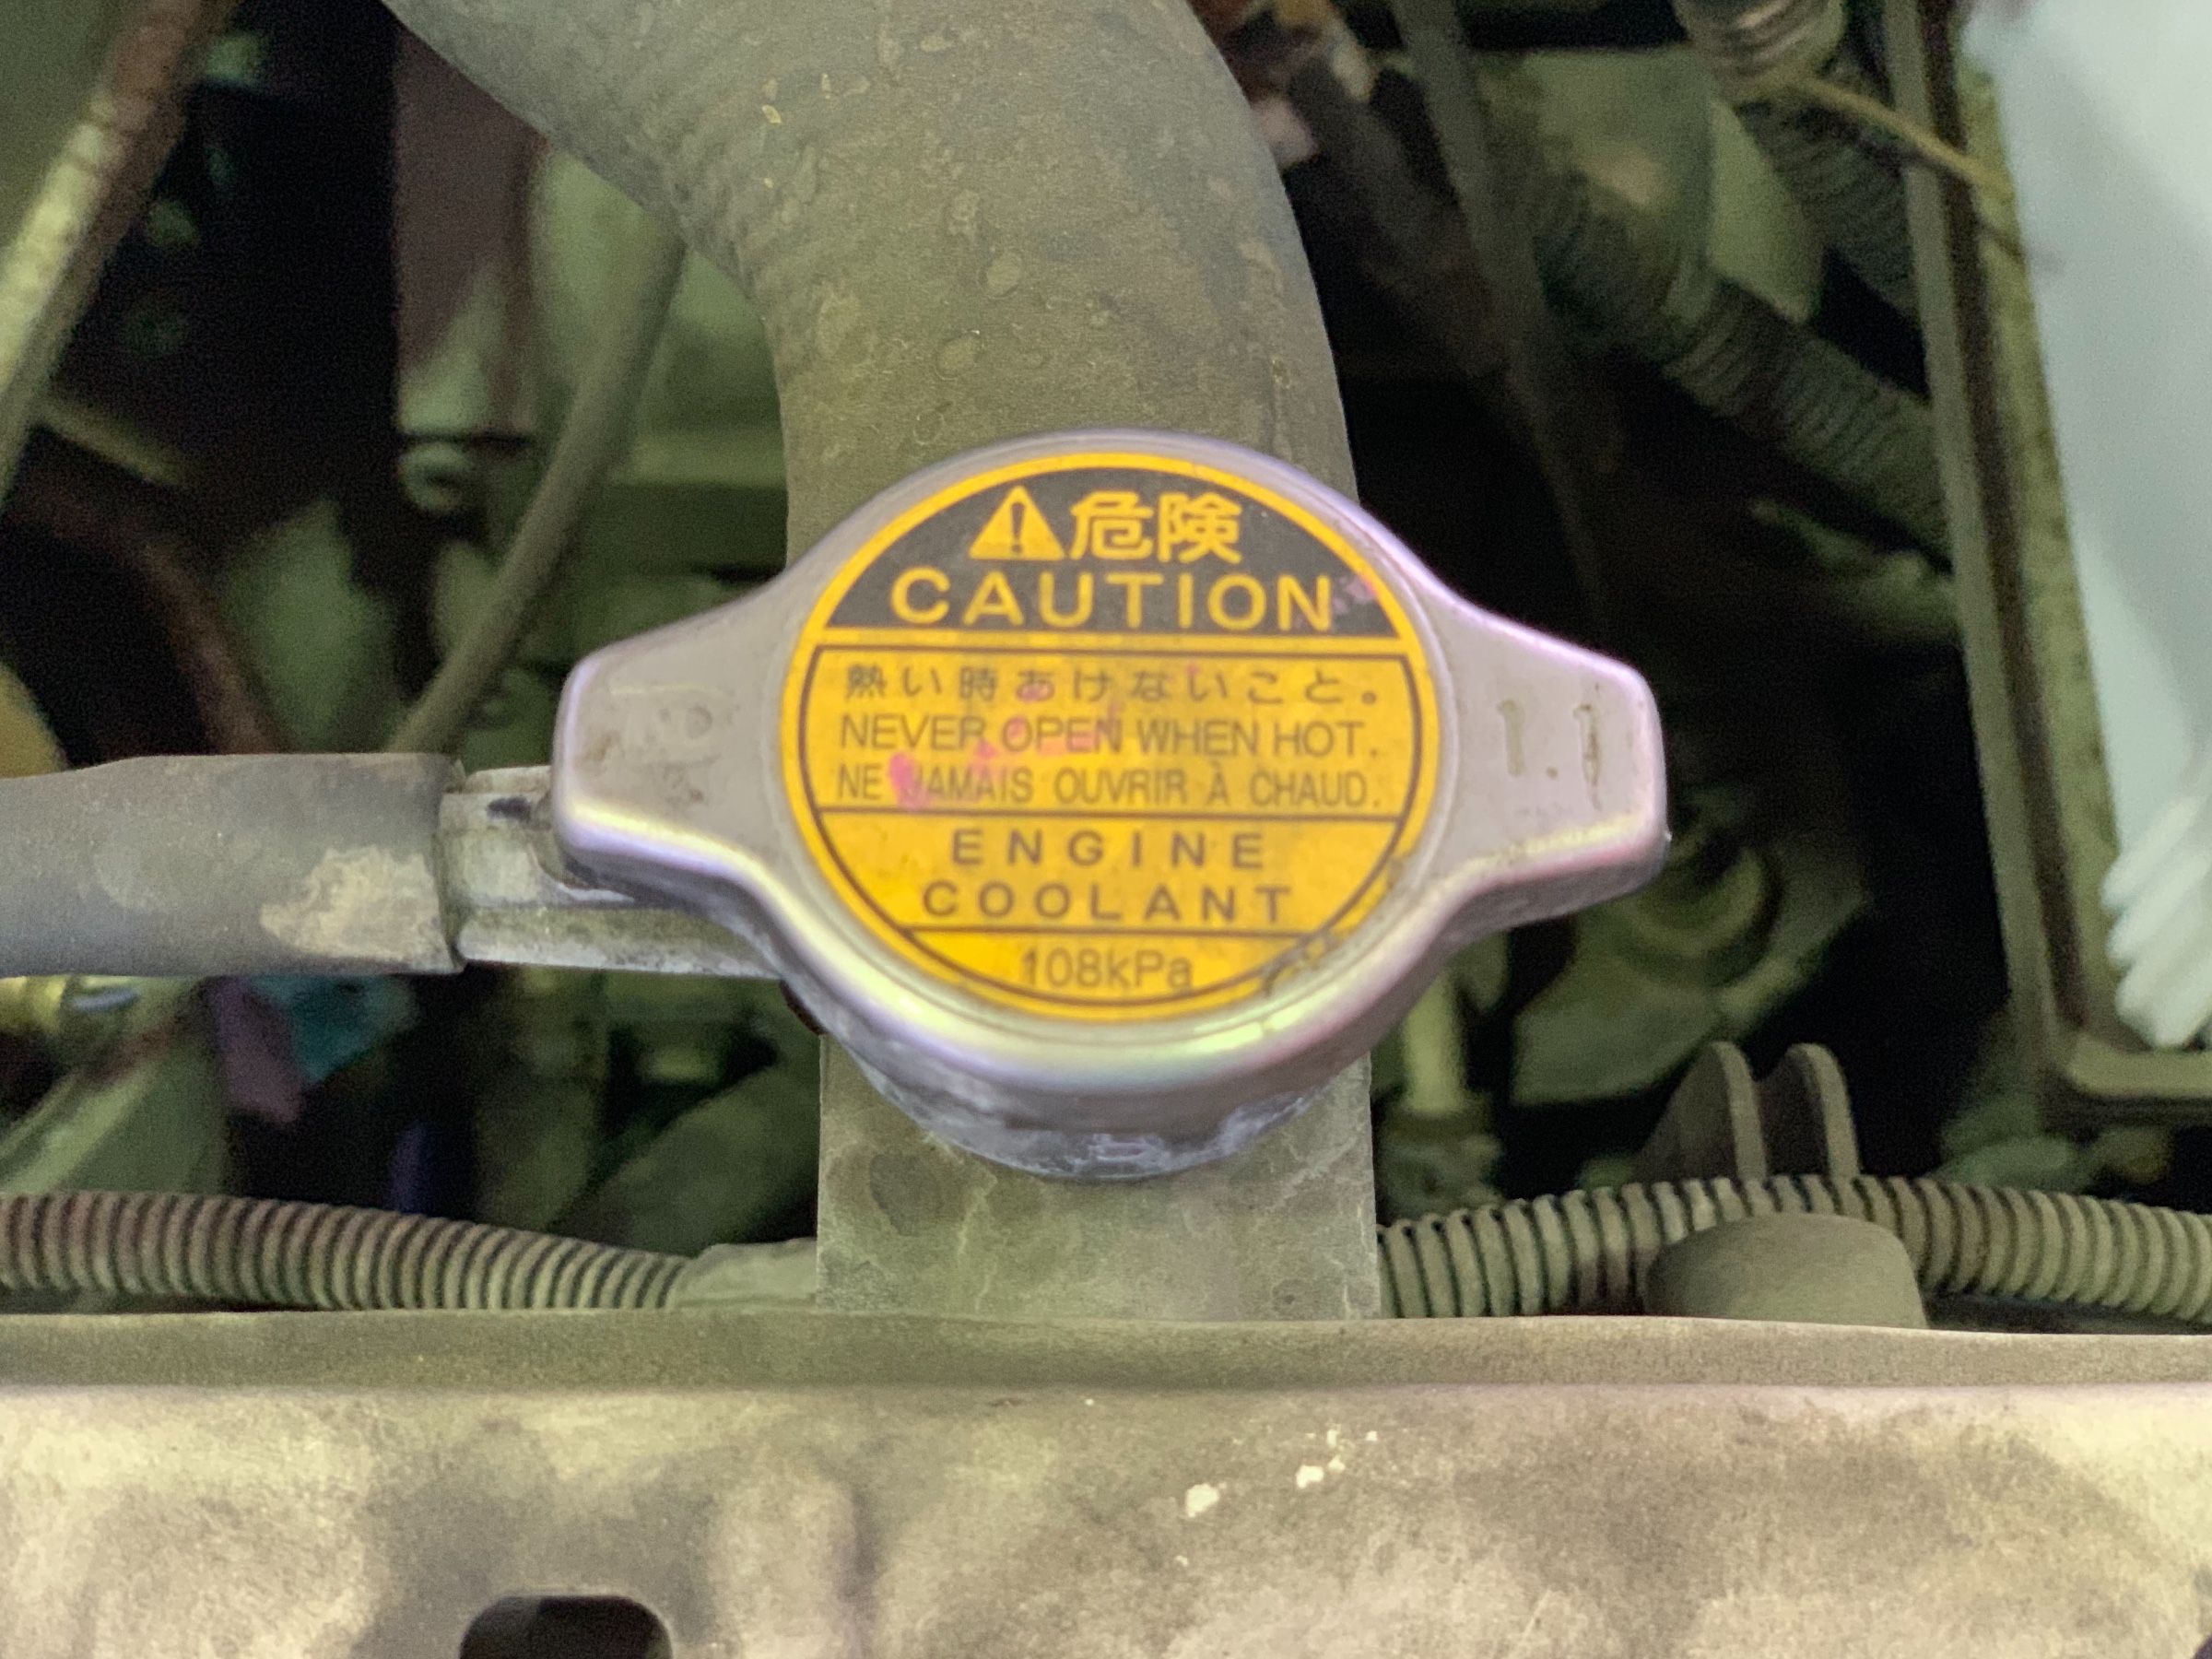 危険
CAUTION
熱い時あけないこと。
NEVER OPEN WHEN HOT.
NE JAMAIS OUVRIR À CHAUD.
ENGINE
COOLANT
108kPa
1.1